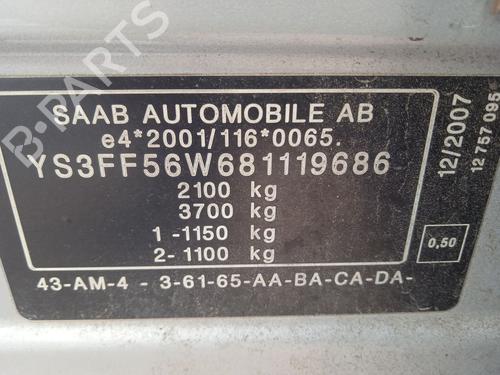 SAAB AUTOMOBILE AB
e4*2001/116*0065.
YS3FF56W681119686
2100 kg
3700 kg
1 -1150 kg
2- 1100 kg
43-AM-4 - 3-61-65-AA-BA-CA-DA-
12/2007
12 757 095
0,50
B-PARTS